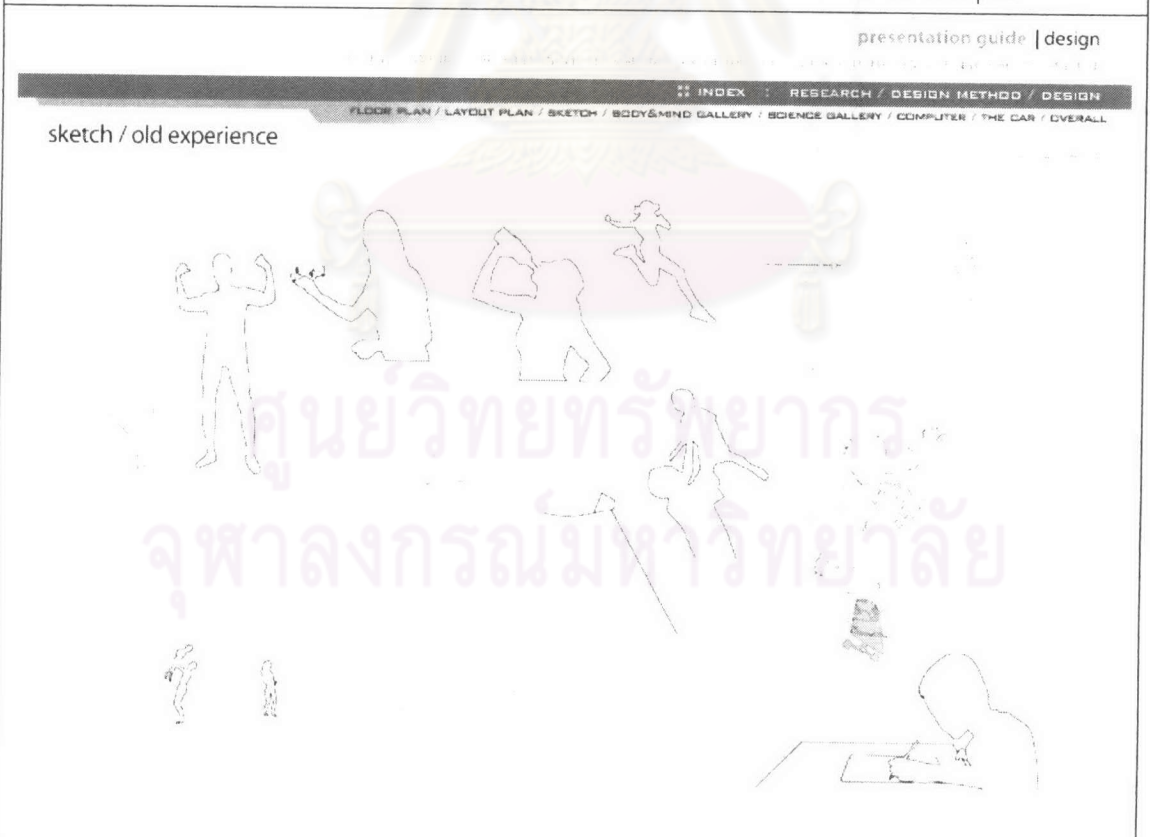 presentation guide | design
:: INDEX : RESEARCH / DESIGN METHOD / DESIGN
FLOOR PLAN / LAYOUT PLAN / SKETCH / BODY&MIND GALLERY / SCIENCE GALLERY / COMPUTER / THE CAR / OVERALL
sketch / old experience
ศูนย์วิทยทรัพยากร
จุฬาลงกรณ์มหาวิทยาลัย